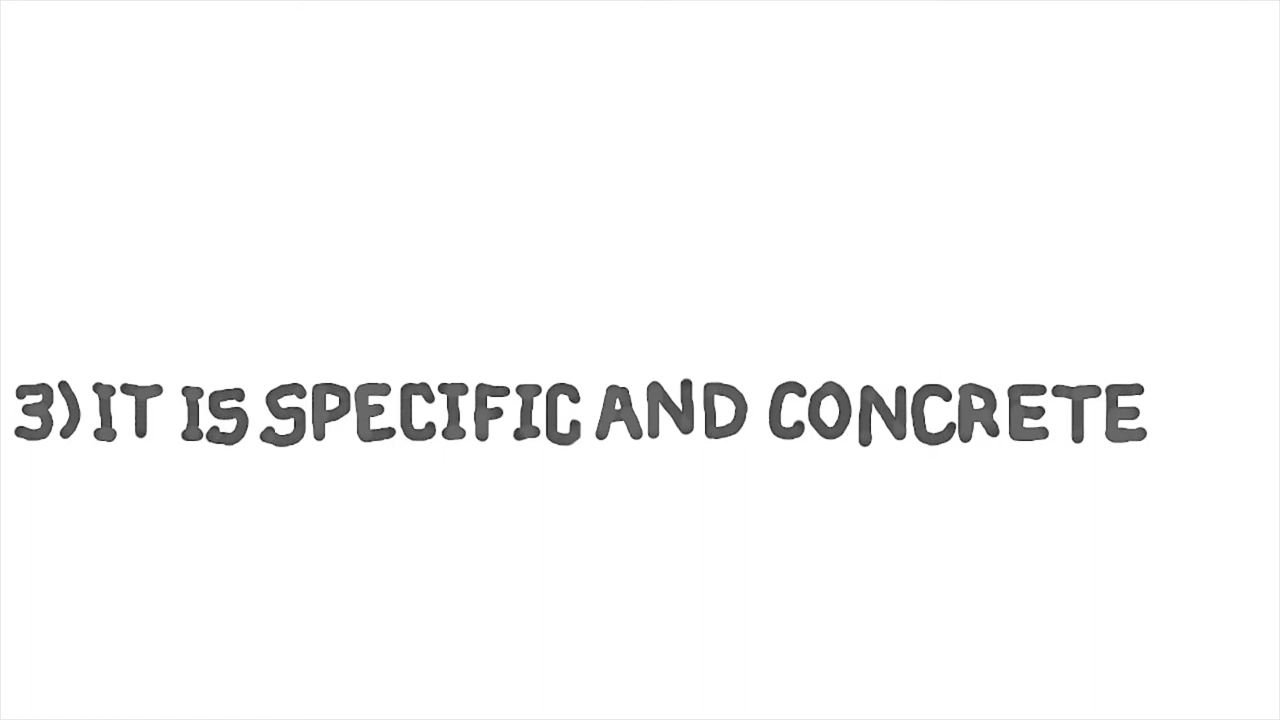 3) IT IS SPECIFIC AND CONCRETE